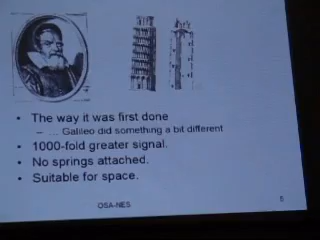 • The way it was first done
– ... Galileo did something a bit different
• 1000-fold greater signal.
• No springs attached.
• Suitable for space.
OSA-NES
5